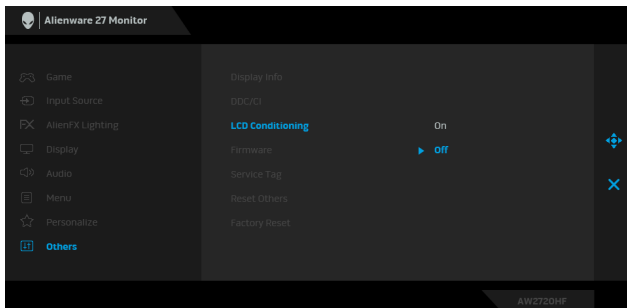 Alienware 27 Monitor
Game
Input Source
AlienFX Lighting
Display
Audio
Menu
Personalize
Others
Display Info
DDC/CI
LCD Conditioning
Firmware
Service Tag
Reset Others
Factory Reset
On
Off
AW2720HF